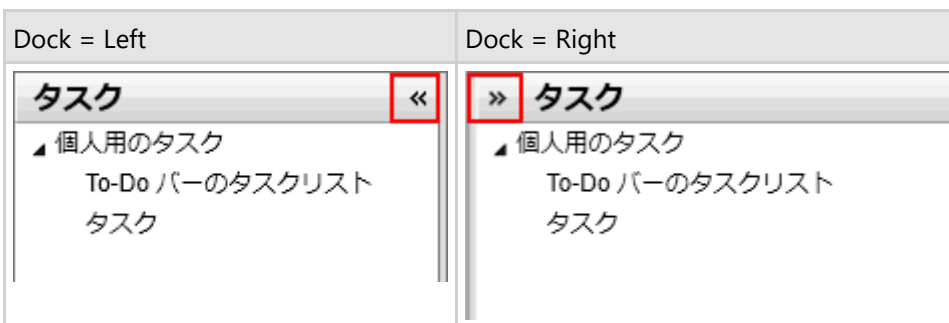 Dock = Left
タスク «
個人用のタスク
To-Do バーのタスクリスト
タスク
Dock = Right
» タスク
個人用のタスク
To-Do バーのタスクリスト
タスク